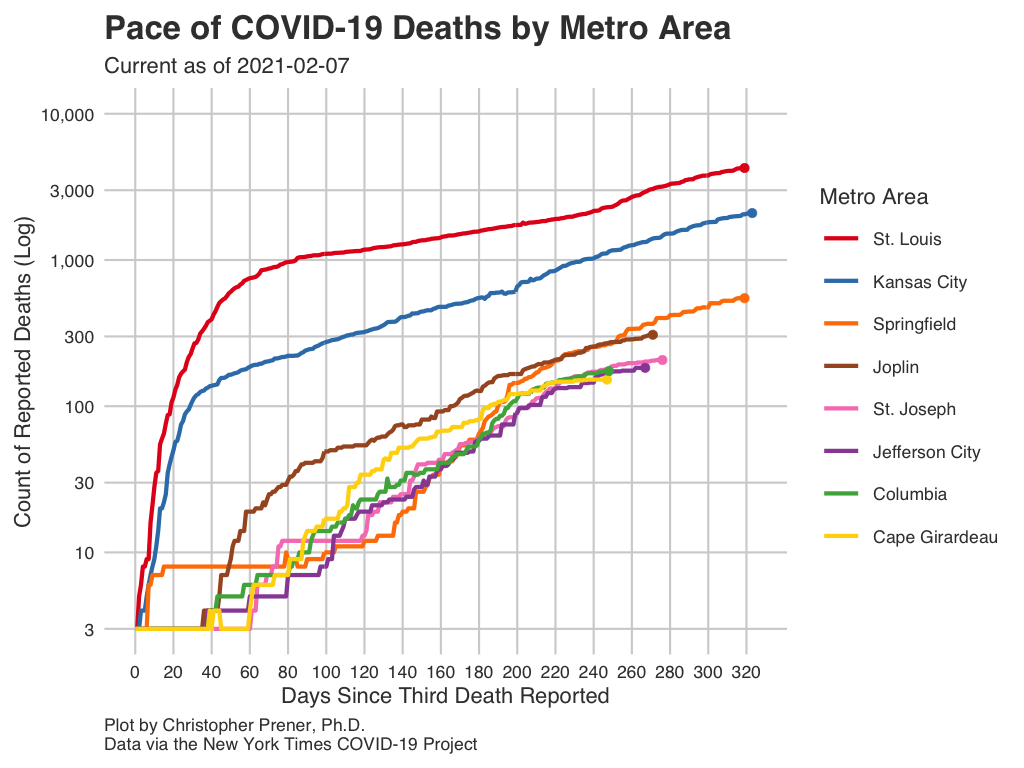 Pace of COVID-19 Deaths by Metro Area
Current as of 2021-02-07
Count of Reported Deaths (Log)
10,000
3,000
1,000
300
100
30
10
3
0 20 40 60 80 100 120 140 160 180 200 220 240 260 280 300 320
Days Since Third Death Reported
Metro Area
St. Louis
Kansas City
Springfield
Joplin
St. Joseph
Jefferson City
Columbia
Cape Girardeau
Plot by Christopher Prener, Ph.D.
Data via the New York Times COVID-19 Project